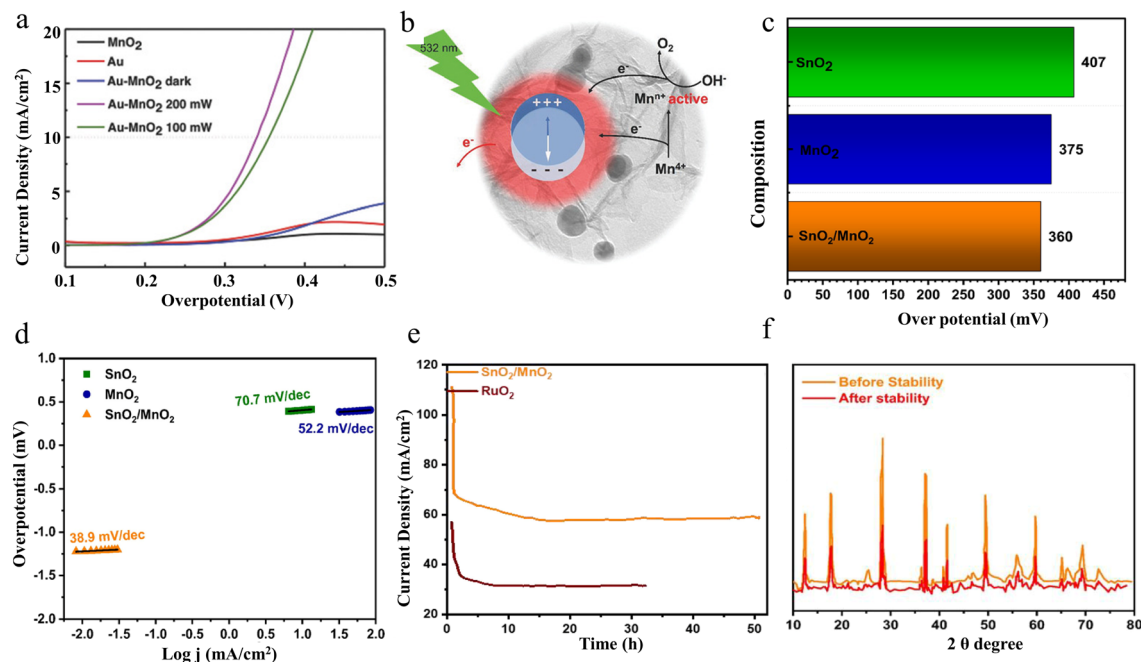 a
Current Density (mA/cm²)
20
15
10
5
0
MnO₂
Au
Au-MnO₂ dark
Au-MnO₂ 200 mW
Au-MnO₂ 100 mW
0.1 0.2 0.3 0.4 0.5
Overpotential (V)
b
532 nm
O₂
e⁻
OH⁻
Mnⁿ⁺ active
+++
e⁻
e⁻
- - -
Mn⁴⁺
c
Composition
SnO₂
407
MnO₂
375
SnO₂/MnO₂
360
0 50 100 150 200 250 300 350 400 450
Over potential (mV)
d
Overpotential (mV)
1.0
0.5
0.0
-0.5
-1.0
-1.5
-2.0
SnO₂
MnO₂
SnO₂/MnO₂
70.7 mV/dec
52.2 mV/dec
38.9 mV/dec
-2.0 -1.5 -1.0 -0.5 0.0 0.5 1.0 1.5 2.0
Log j (mA/cm²)
e
Current Density (mA/cm²)
120
100
80
60
40
20
SnO₂/MnO₂
RuO₂
0 10 20 30 40 50
Time (h)
f
Before Stability
After stability
10 20 30 40 50 60 70 80
2 θ degree